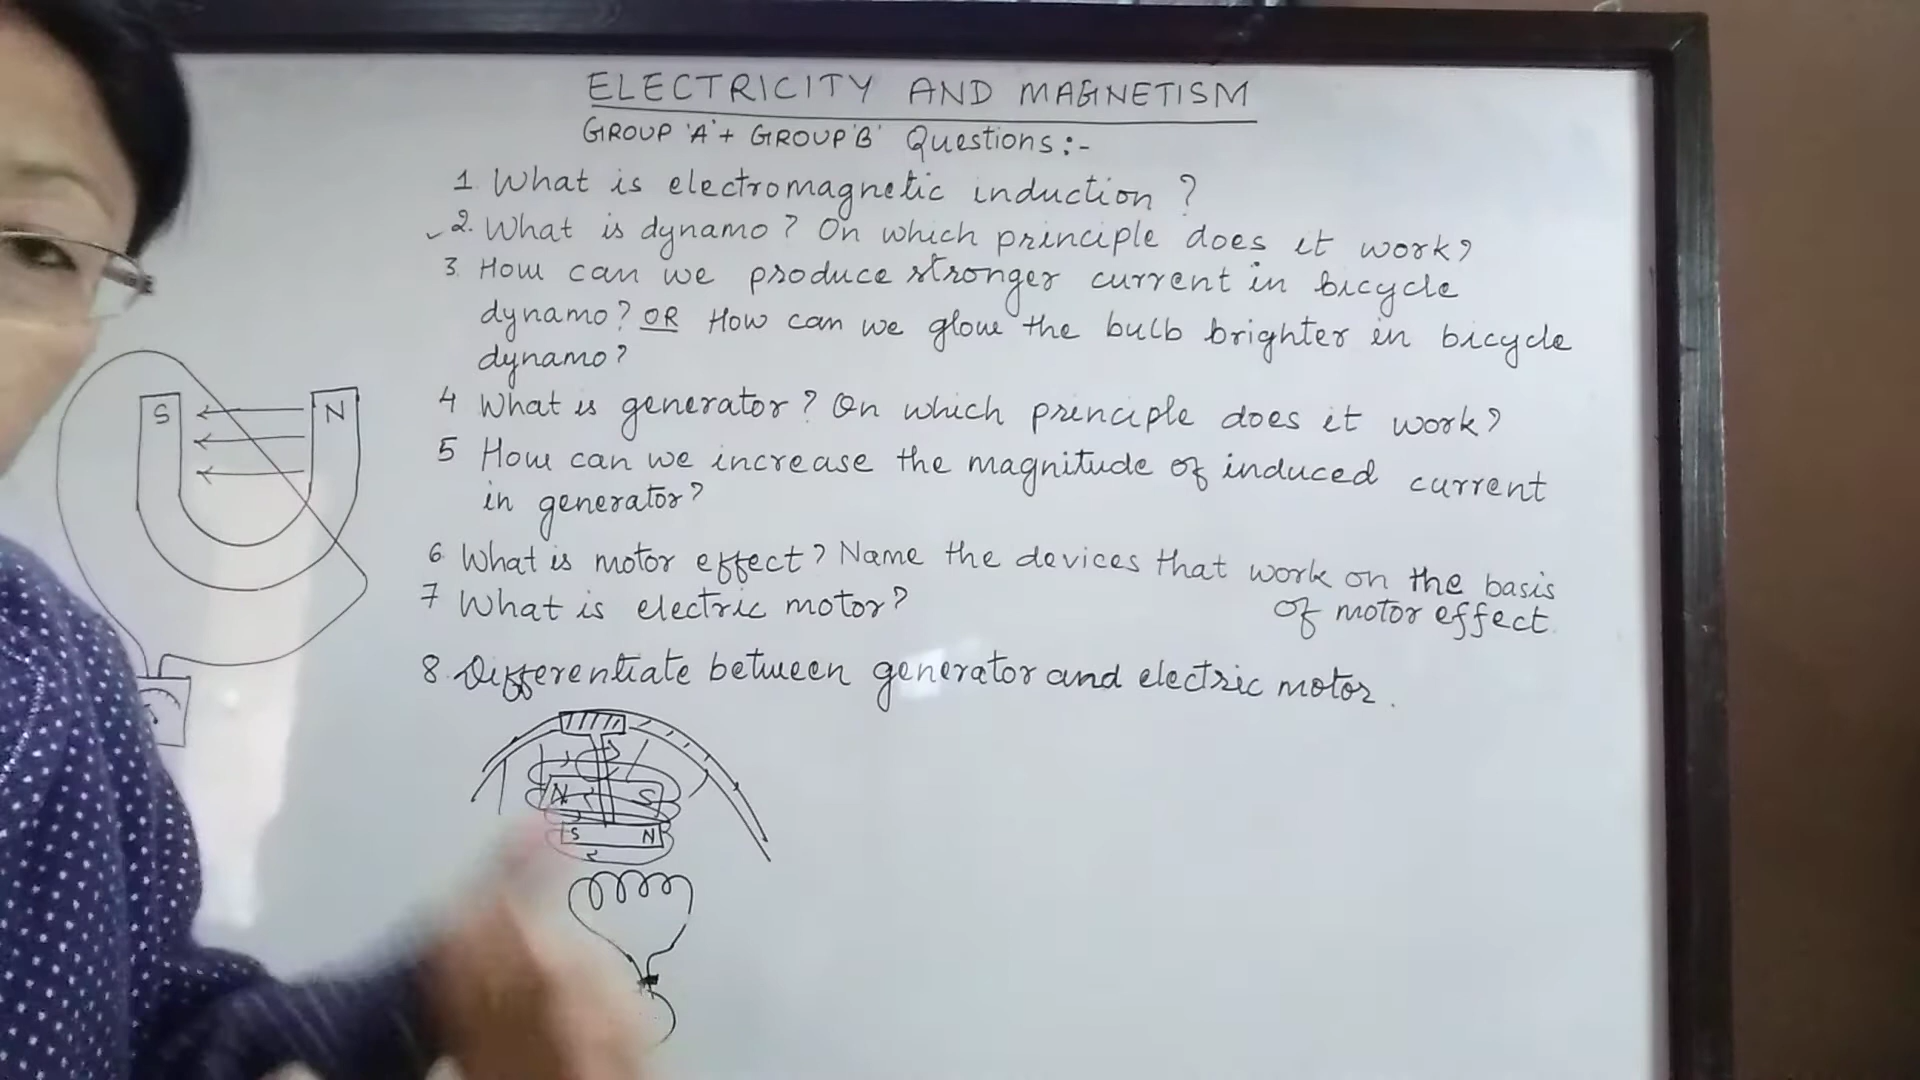 ELECTRICITY AND MAGNETISM
GROUP 'A' + GROUP 'B' Questions :-
1. What is electromagnetic induction ?
2. What is dynamo? On which principle does it work?
3. How can we produce stronger current in bicycle
dynamo? OR How can we glow the bulb brighter in bicycle
dynamo?
4 What is generator? On which principle does it work?
5 How can we increase the magnitude of induced current
in generator?
6 What is motor effect? Name the devices that work on the basis
of motor effect.
7 What is electric motor?
8. Differentiate between generator and electric motor.
S N
N S
S N